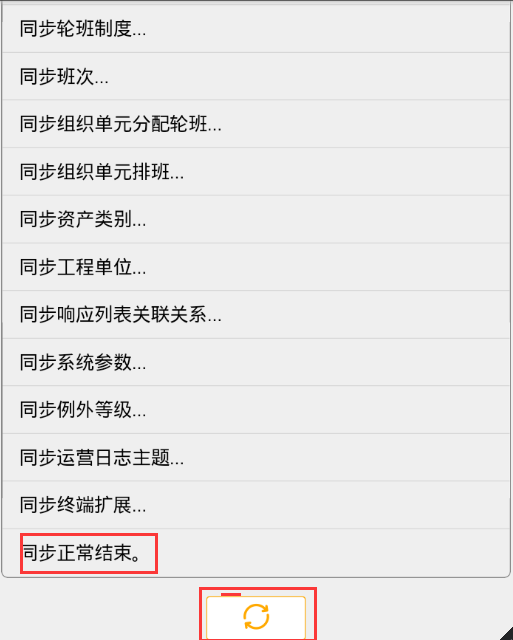 同步轮班制度...
同步班次...
同步组织单元分配轮班...
同步组织单元排班...
同步资产类别...
同步工程单位...
同步响应列表关联关系...
同步系统参数...
同步例外等级...
同步运营日志主题...
同步终端扩展...
同步正常结束。